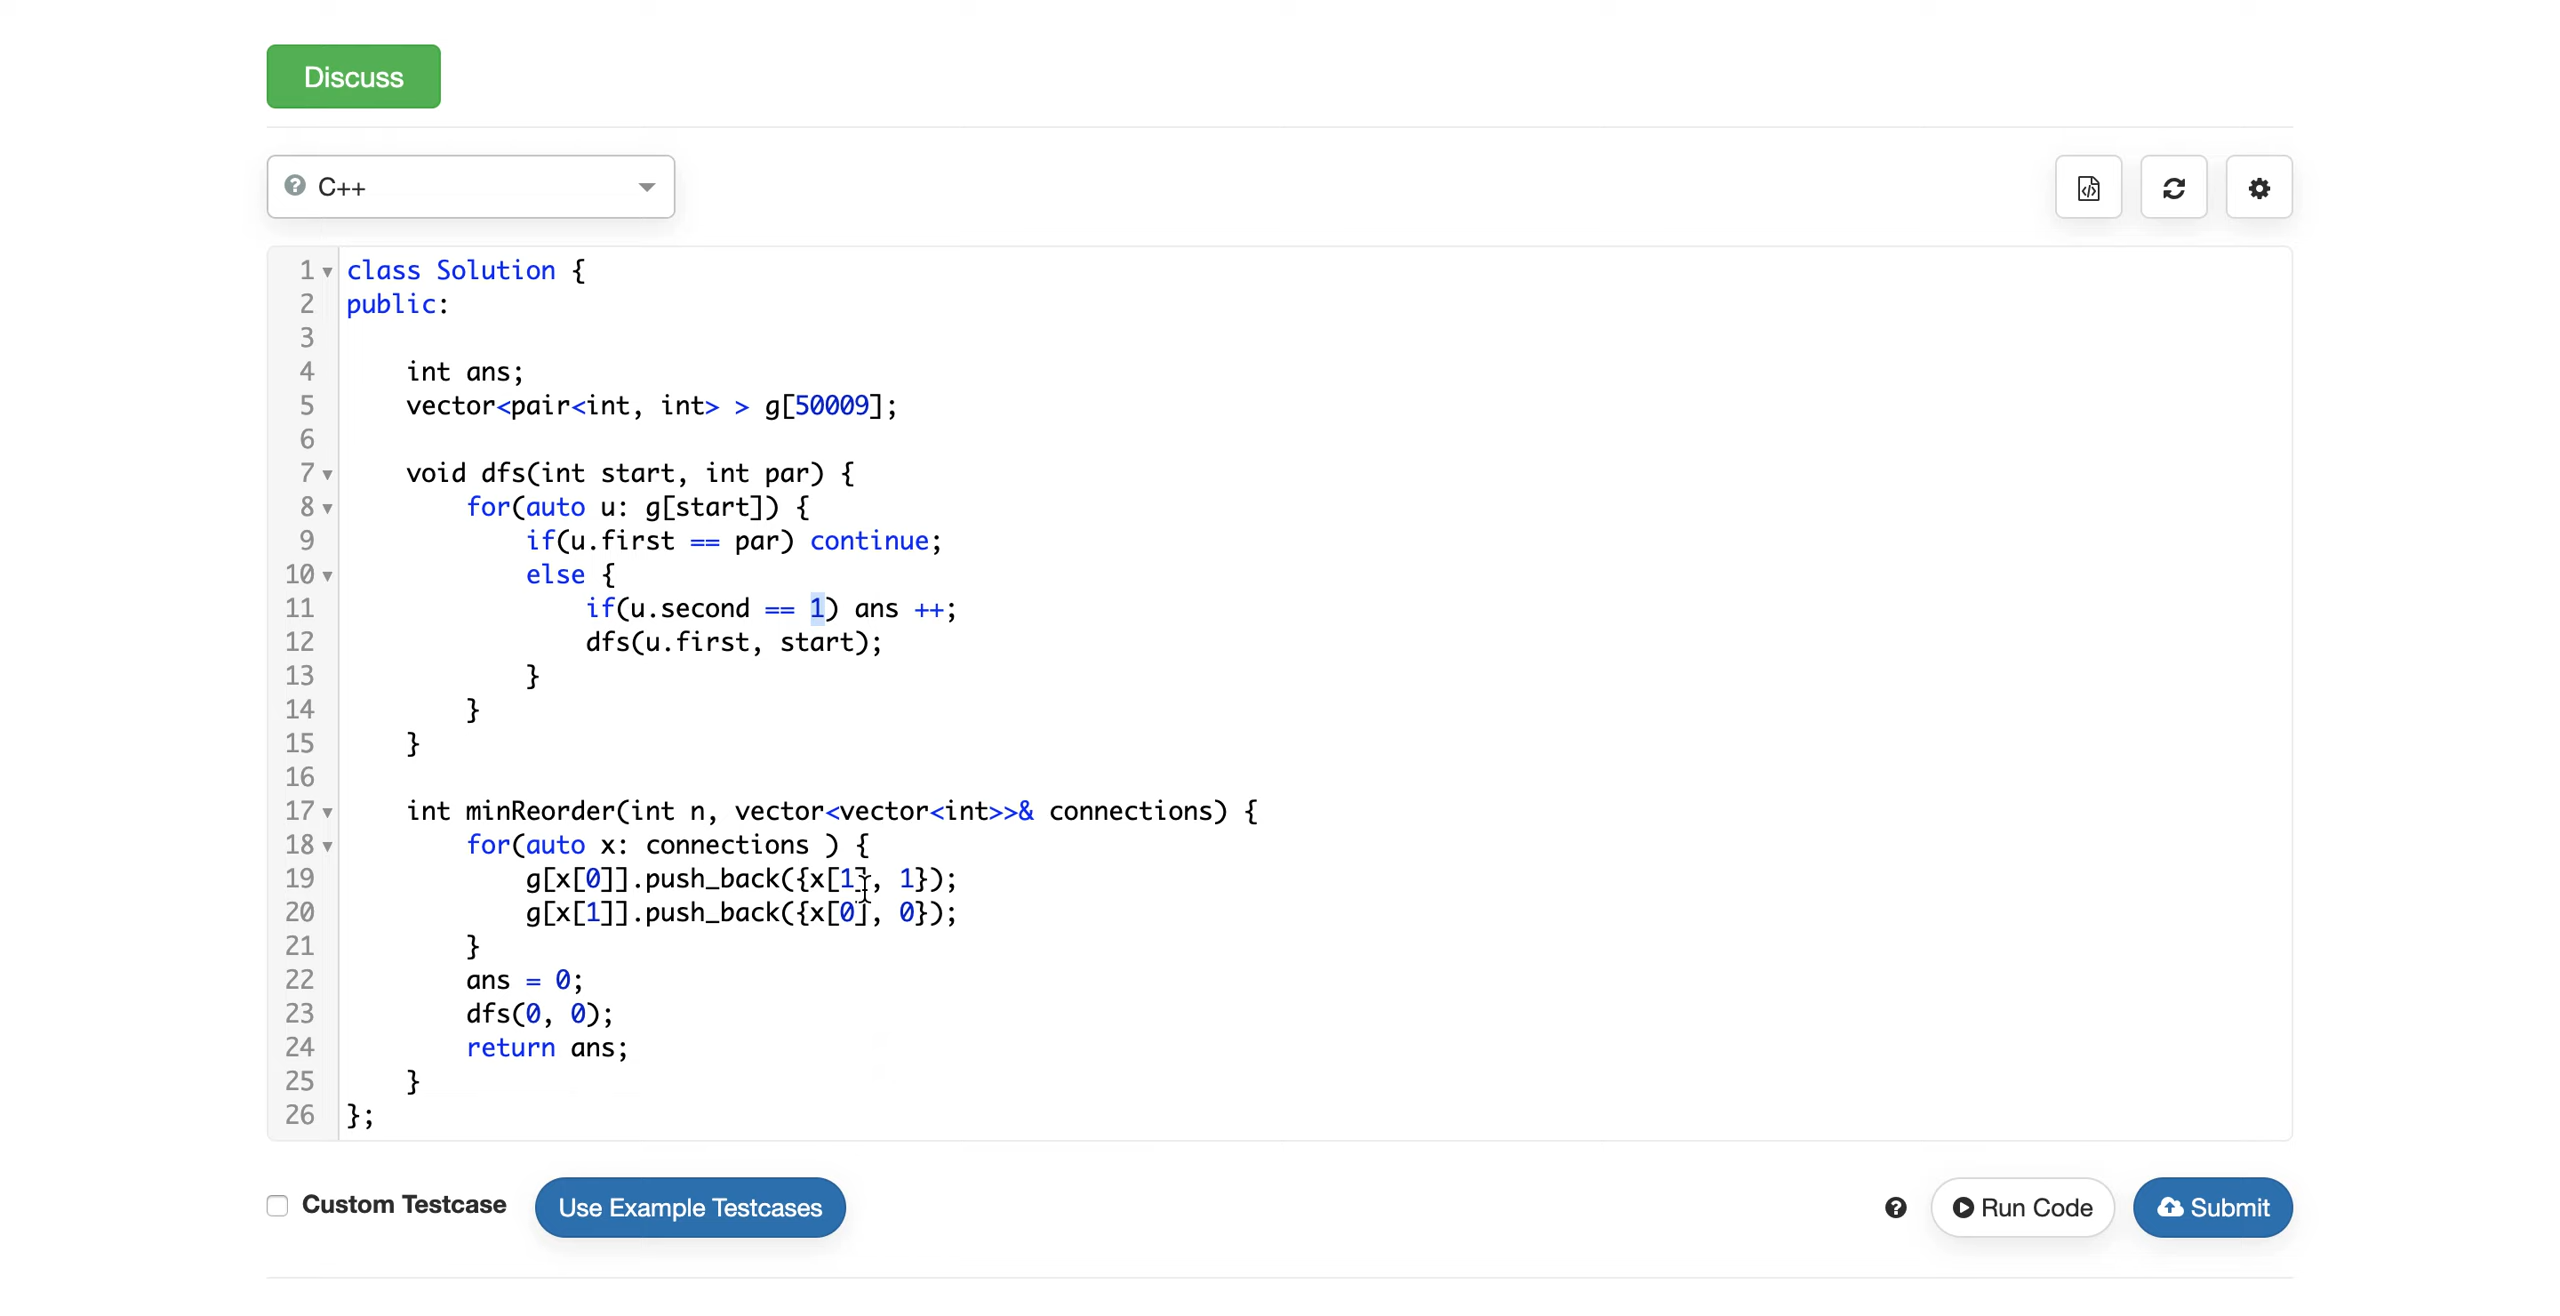 Discuss
C++
1 class Solution {
2 public:
3
4 int ans;
5 vector<pair<int, int> > g[50009];
6
7 void dfs(int start, int par) {
8 for(auto u: g[start]) {
9 if(u.first == par) continue;
10 else {
11 if(u.second == 1) ans ++;
12 dfs(u.first, start);
13 }
14 }
15 }
16
17 int minReorder(int n, vector<vector<int>>& connections) {
18 for(auto x: connections ) {
19 g[x[0]].push_back({x[1], 1});
20 g[x[1]].push_back({x[0], 0});
21 }
22 ans = 0;
23 dfs(0, 0);
24 return ans;
25 }
26 };
Custom Testcase Use Example Testcases Run Code Submit